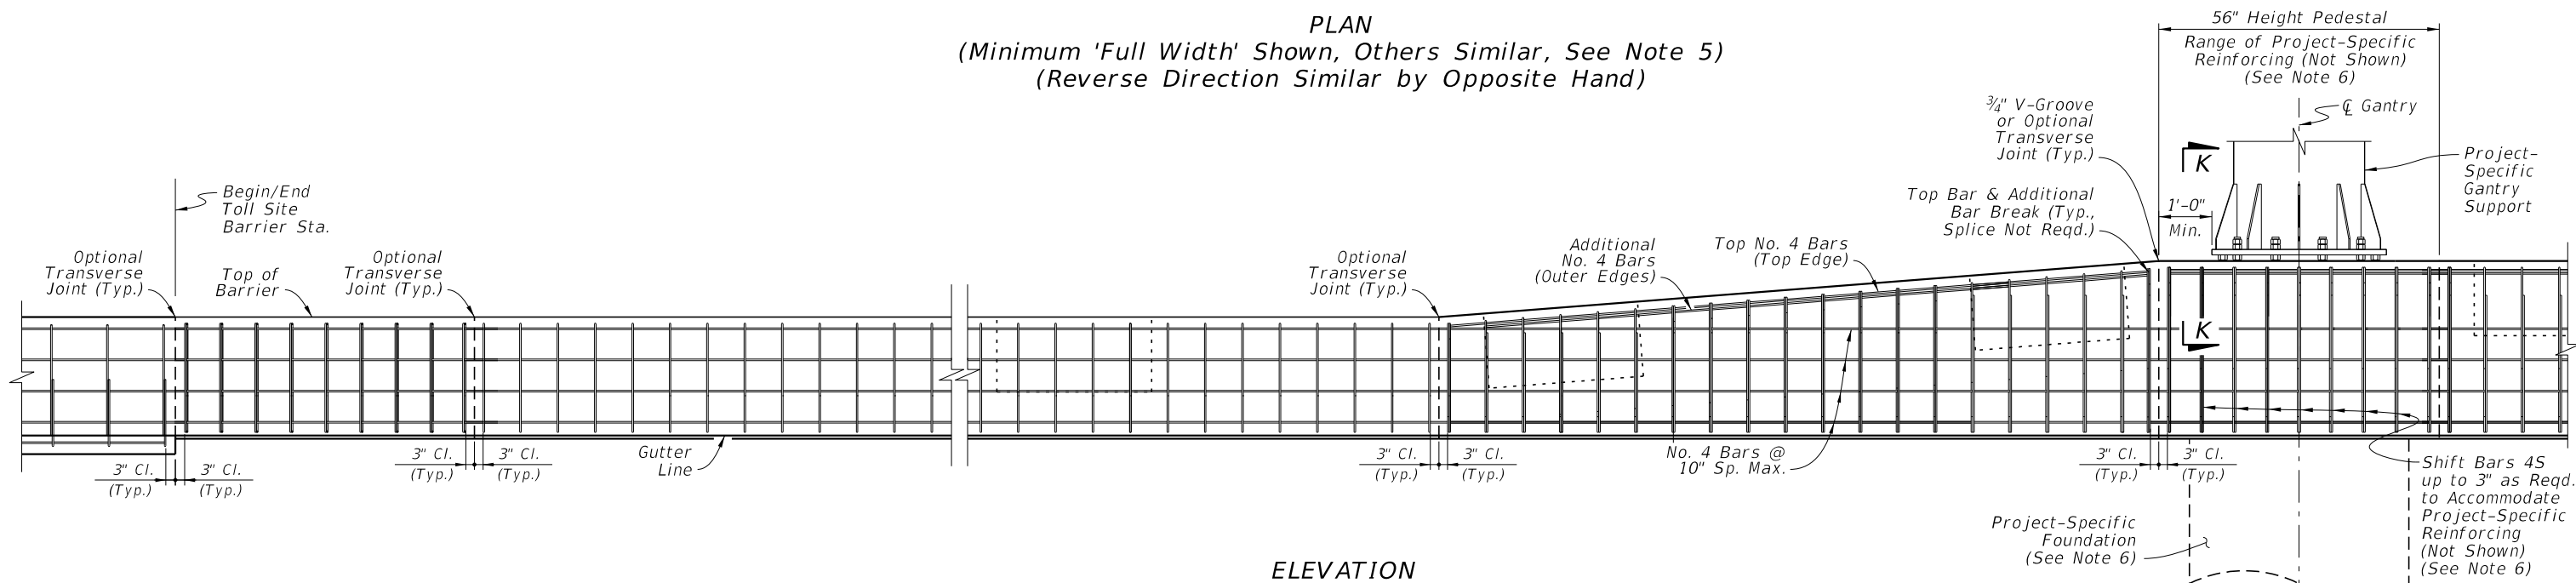 PLAN
(Minimum 'Full Width' Shown, Others Similar, See Note 5)
(Reverse Direction Similar by Opposite Hand)
56" Height Pedestal
Range of Project-Specific
Reinforcing (Not Shown)
(See Note 6)
℄ Gantry
¾" V-Groove
or Optional
Transverse
Joint (Typ.)
K
Project-
Specific
Gantry
Support
Begin/End
Toll Site
Barrier Sta.
Top Bar & Additional
Bar Break (Typ.,
Splice Not Reqd.)
1'-0"
Min.
Optional
Transverse
Joint (Typ.)
Top of
Barrier
Optional
Transverse
Joint (Typ.)
Optional
Transverse
Joint (Typ.)
Additional
No. 4 Bars
(Outer Edges)
Top No. 4 Bars
(Top Edge)
K
3" Cl.
(Typ.)
3" Cl.
(Typ.)
3" Cl.
(Typ.)
3" Cl.
(Typ.)
Gutter
Line
3" Cl.
(Typ.)
3" Cl.
(Typ.)
No. 4 Bars @
10" Sp. Max.
3" Cl.
(Typ.)
3" Cl.
(Typ.)
Shift Bars 4S
up to 3" as Reqd.
to Accommodate
Project-Specific
Reinforcing
(Not Shown)
(See Note 6)
Project-Specific
Foundation
(See Note 6)
ELEVATION